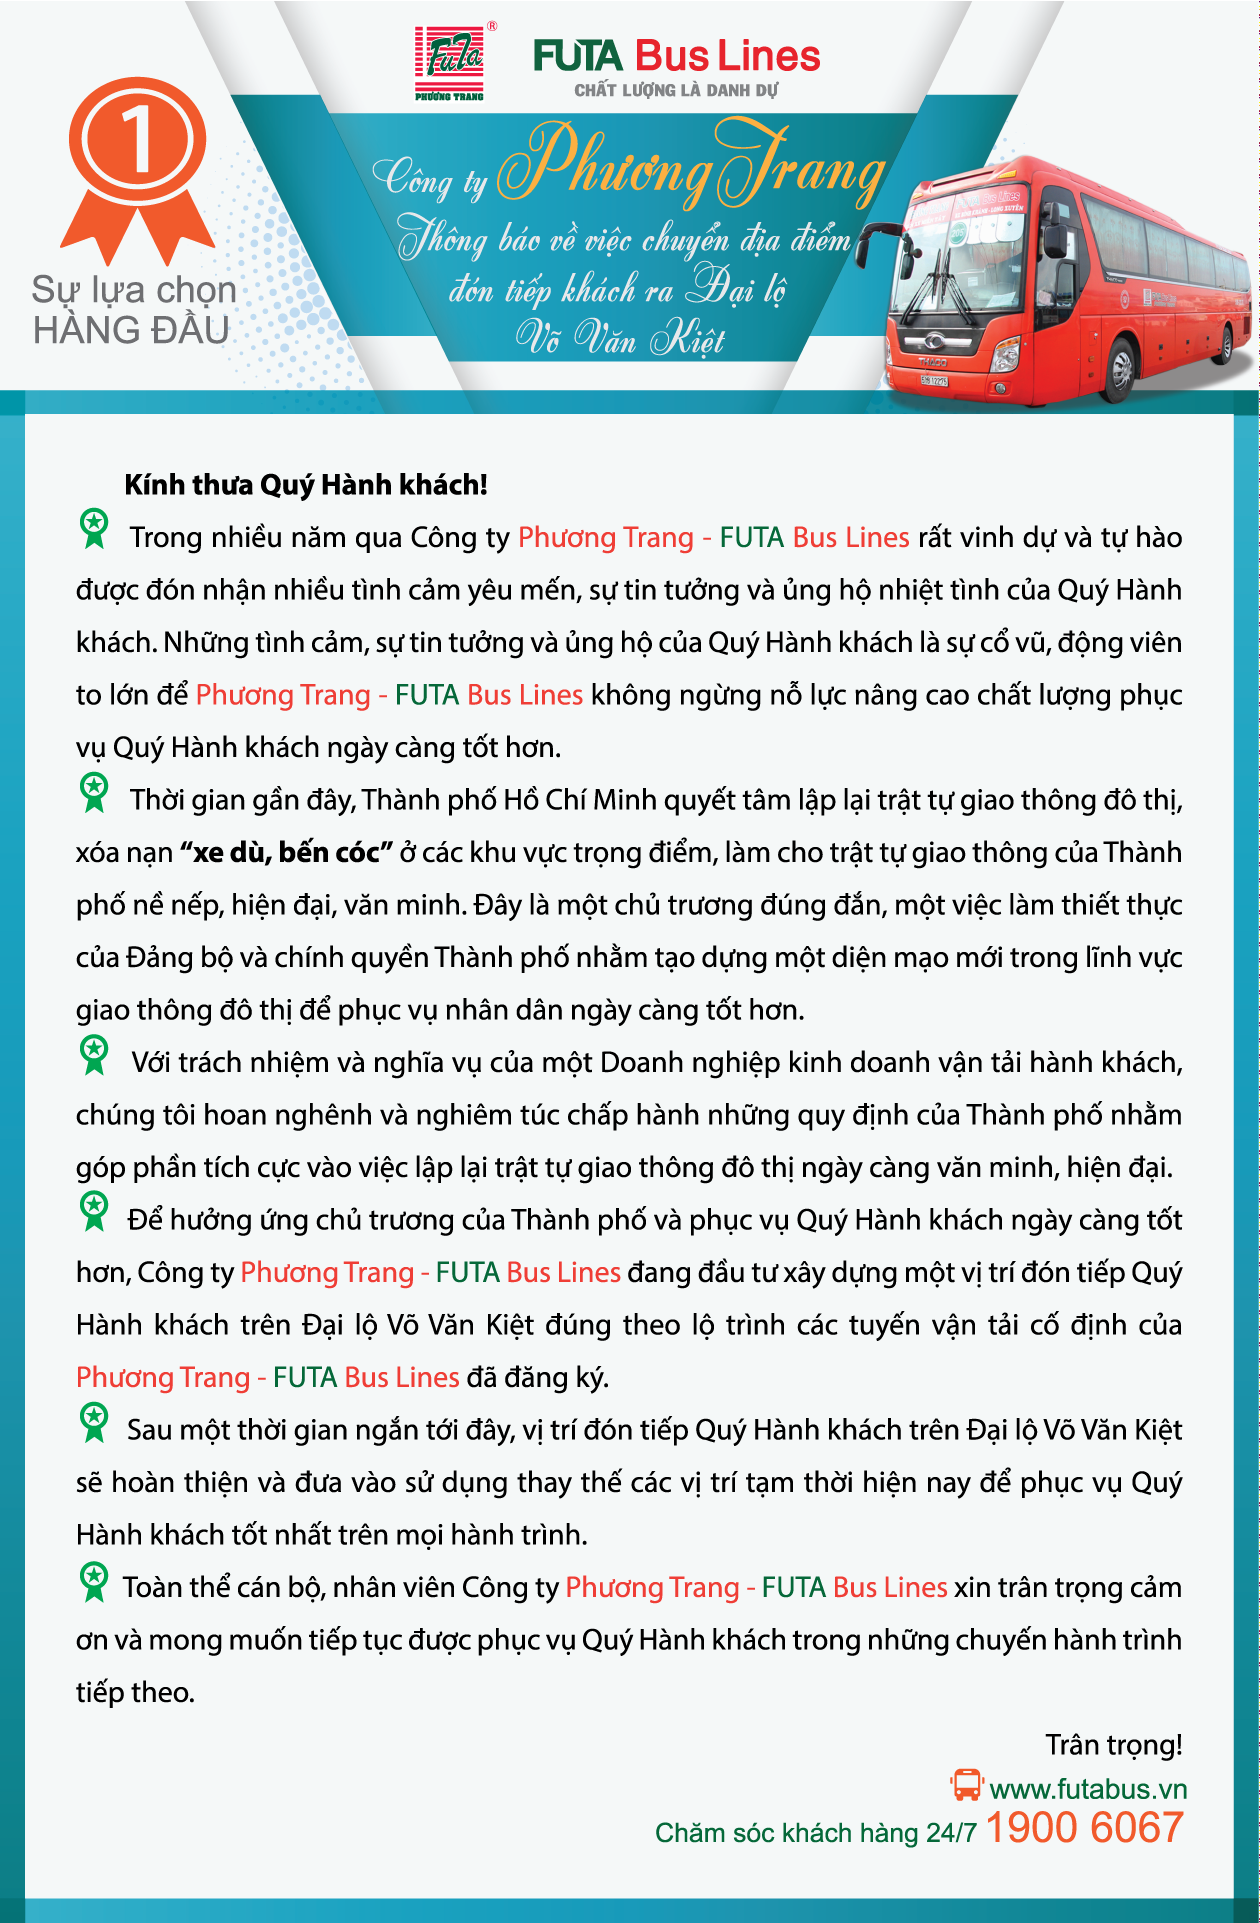 FuTa
®
PHƯƠNG TRANG
FUTA Bus Lines
CHẤT LƯỢNG LÀ DANH DỰ
1
Sự lựa chọn
HÀNG ĐẦU
Công ty Phương Trang
Thông báo về việc chuyển địa điểm
đón tiếp khách ra Đại lộ
Võ Văn Kiệt
Bus Lines
THACO
Kính thưa Quý Hành khách!
Trong nhiều năm qua Công ty Phương Trang - FUTA Bus Lines rất vinh dự và tự hào
được đón nhận nhiều tình cảm yêu mến, sự tin tưởng và ủng hộ nhiệt tình của Quý Hành
khách. Những tình cảm, sự tin tưởng và ủng hộ của Quý Hành khách là sự cổ vũ, động viên
to lớn để Phương Trang - FUTA Bus Lines không ngừng nỗ lực nâng cao chất lượng phục
vụ Quý Hành khách ngày càng tốt hơn.
Thời gian gần đây, Thành phố Hồ Chí Minh quyết tâm lập lại trật tự giao thông đô thị,
xóa nạn “xe dù, bến cóc” ở các khu vực trọng điểm, làm cho trật tự giao thông của Thành
phố nề nếp, hiện đại, văn minh. Đây là một chủ trương đúng đắn, một việc làm thiết thực
của Đảng bộ và chính quyền Thành phố nhằm tạo dựng một diện mạo mới trong lĩnh vực
giao thông đô thị để phục vụ nhân dân ngày càng tốt hơn.
Với trách nhiệm và nghĩa vụ của một Doanh nghiệp kinh doanh vận tải hành khách,
chúng tôi hoan nghênh và nghiêm túc chấp hành những quy định của Thành phố nhằm
góp phần tích cực vào việc lập lại trật tự giao thông đô thị ngày càng văn minh, hiện đại.
Để hưởng ứng chủ trương của Thành phố và phục vụ Quý Hành khách ngày càng tốt
hơn, Công ty Phương Trang - FUTA Bus Lines đang đầu tư xây dựng một vị trí đón tiếp Quý
Hành khách trên Đại lộ Võ Văn Kiệt đúng theo lộ trình các tuyến vận tải cố định của
Phương Trang - FUTA Bus Lines đã đăng ký.
Sau một thời gian ngắn tới đây, vị trí đón tiếp Quý Hành khách trên Đại lộ Võ Văn Kiệt
sẽ hoàn thiện và đưa vào sử dụng thay thế các vị trí tạm thời hiện nay để phục vụ Quý
Hành khách tốt nhất trên mọi hành trình.
Toàn thể cán bộ, nhân viên Công ty Phương Trang - FUTA Bus Lines xin trân trọng cảm
ơn và mong muốn tiếp tục được phục vụ Quý Hành khách trong những chuyến hành trình
tiếp theo.
Trân trọng!
www.futabus.vn
Chăm sóc khách hàng 24/7 1900 6067